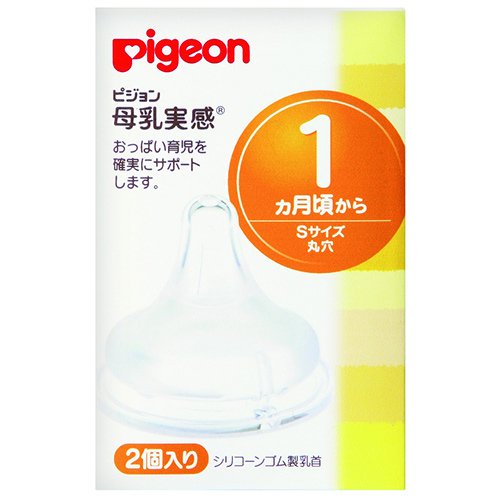 pigeon
ピジョン
母乳実感®
おっぱい育児を
確実にサポート
します。
1
ヵ月頃から
Sサイズ
丸穴
2個入り
シリコーンゴム製乳首